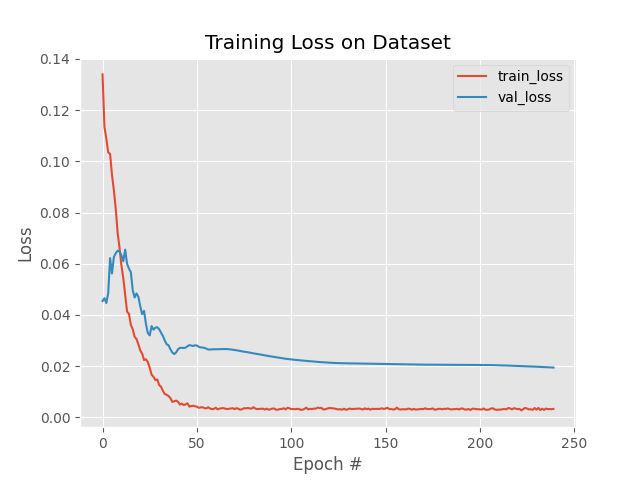 Training Loss on Dataset
train_loss
val_loss
0.14
0.12
0.10
0.08
0.06
0.04
0.02
0.00
Loss
0 50 100 150 200 250
Epoch #